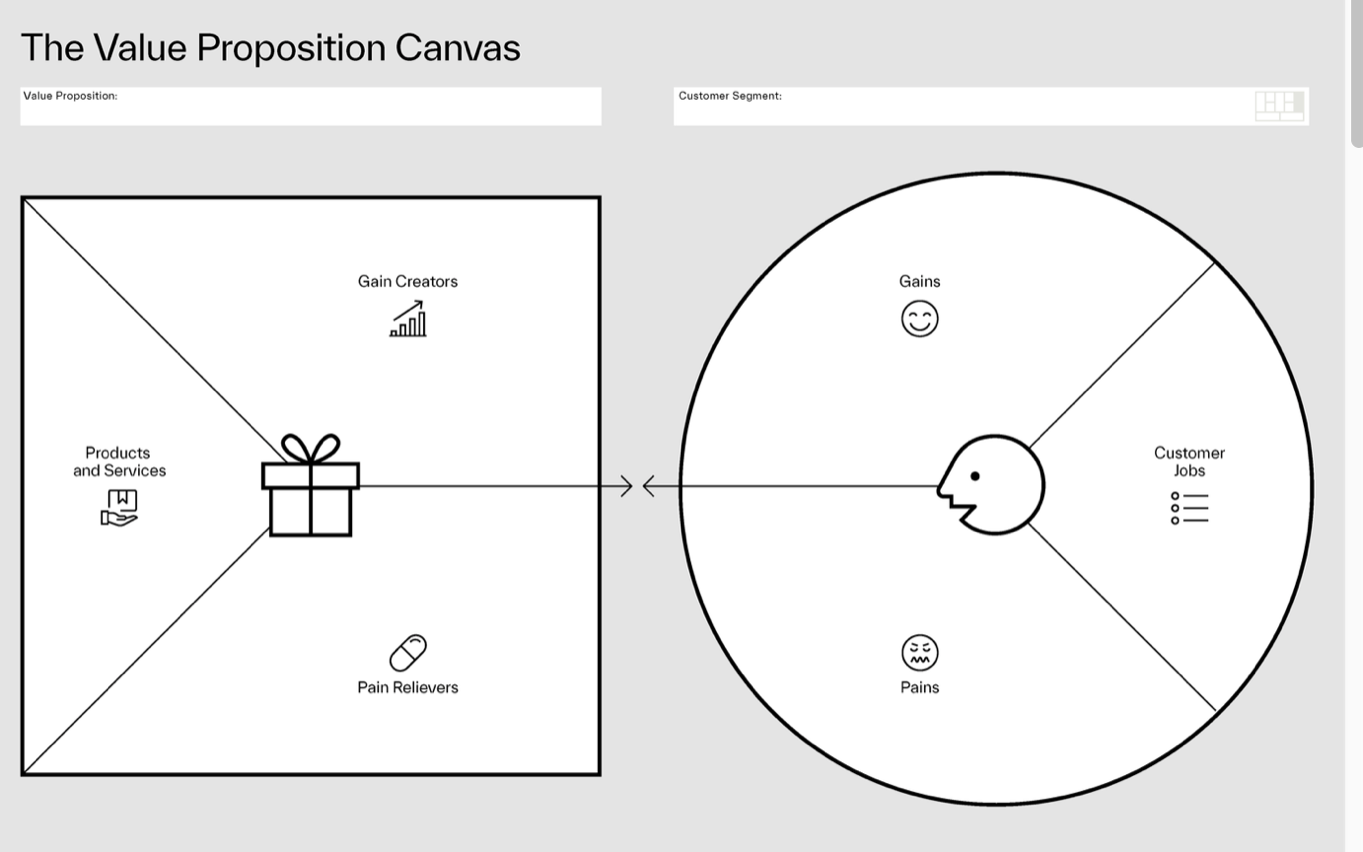 The Value Proposition Canvas
Value Proposition:
Customer Segment:
Gain Creators
Gains
Products
and Services
Customer
Jobs
Pain Relievers
Pains